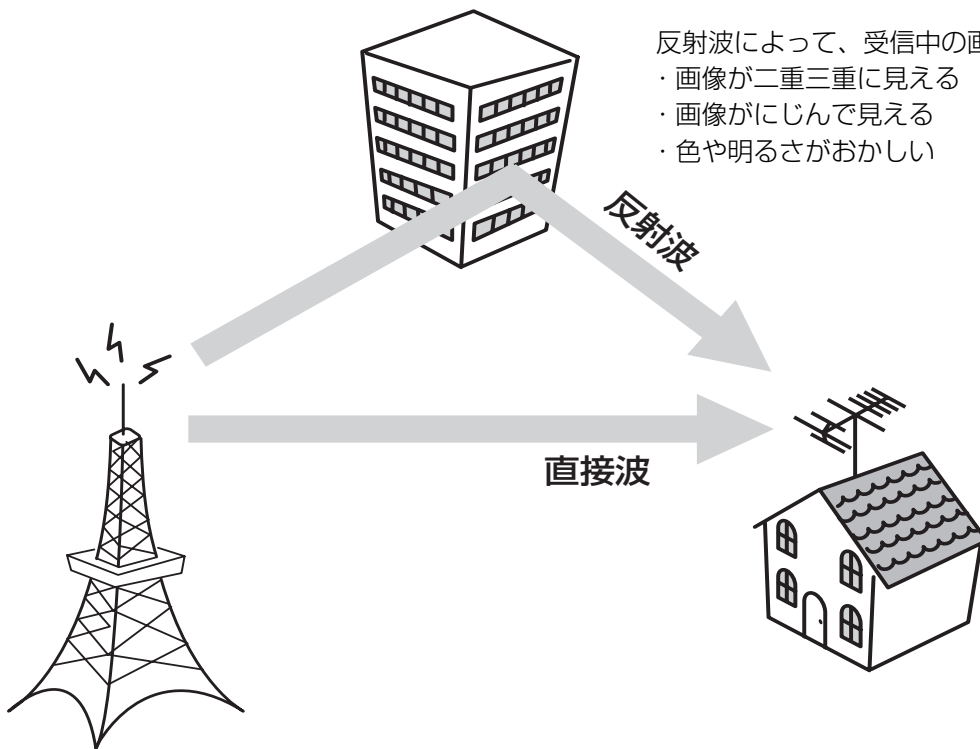 反射波によって、受信中の画
・画像が二重三重に見える
・画像がにじんで見える
・色や明るさがおかしい
反射波
直接波